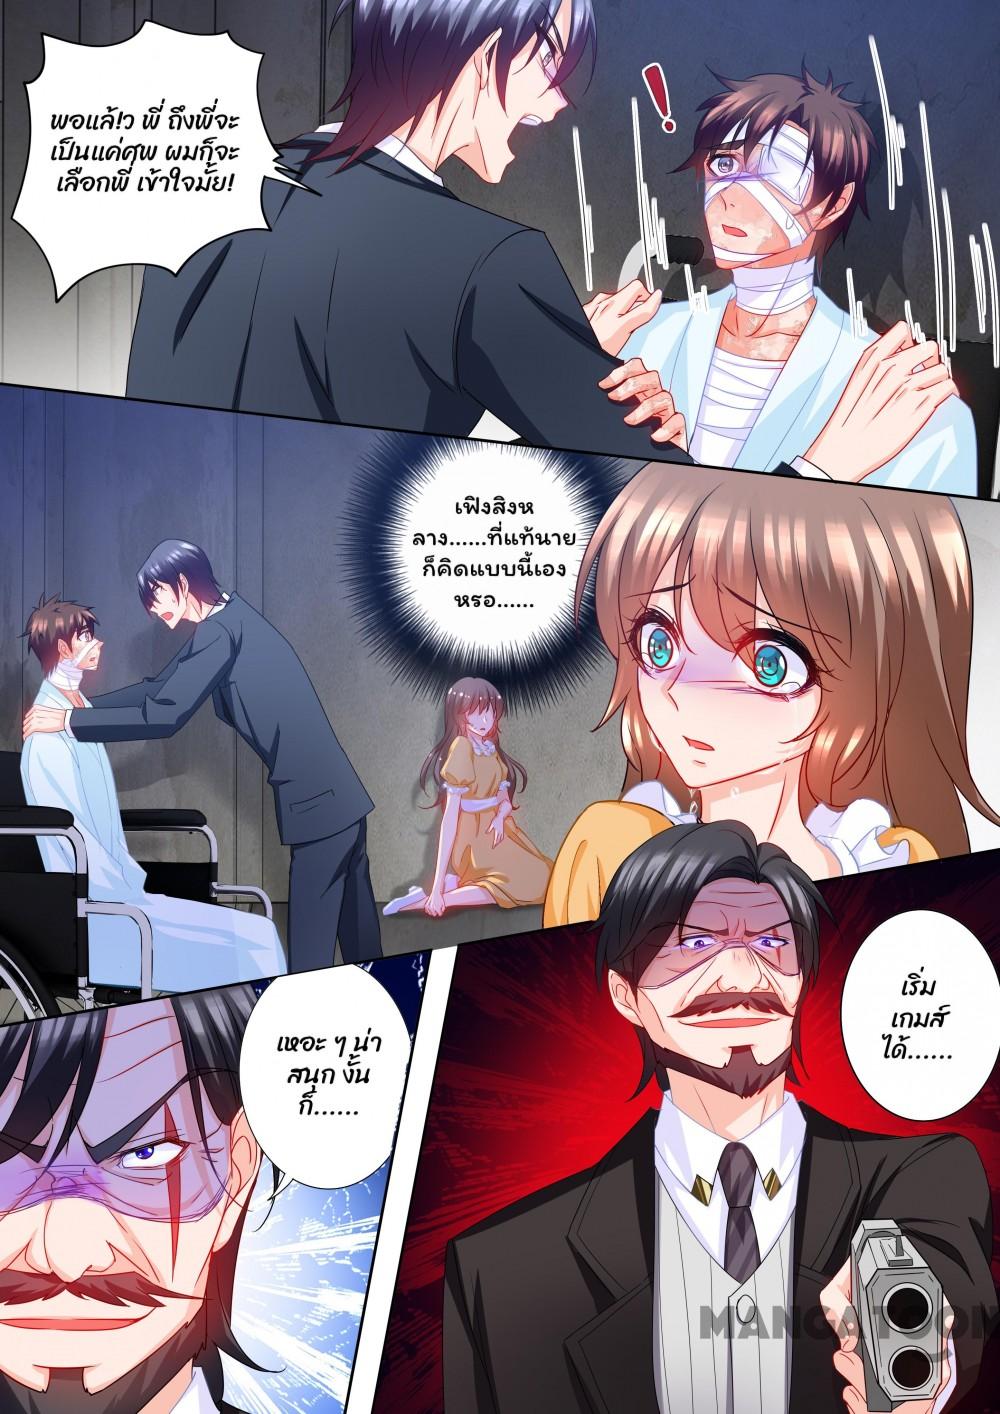 พอแล้!ว พี่ ถึงพี่จะ
เป็นแค่ศพ ผมก็จะ
เลือกพี่ เข้าใจมั้ย!
เฟิงสิงห
ลาง......ที่แท้นาย
ก็คิดแบบนี้เอง
หรอ......
เหอะ ๆ น่า
สนุก งั้น
ก็......
เริ่ม
เกมส์
ได้......
MANGATOON